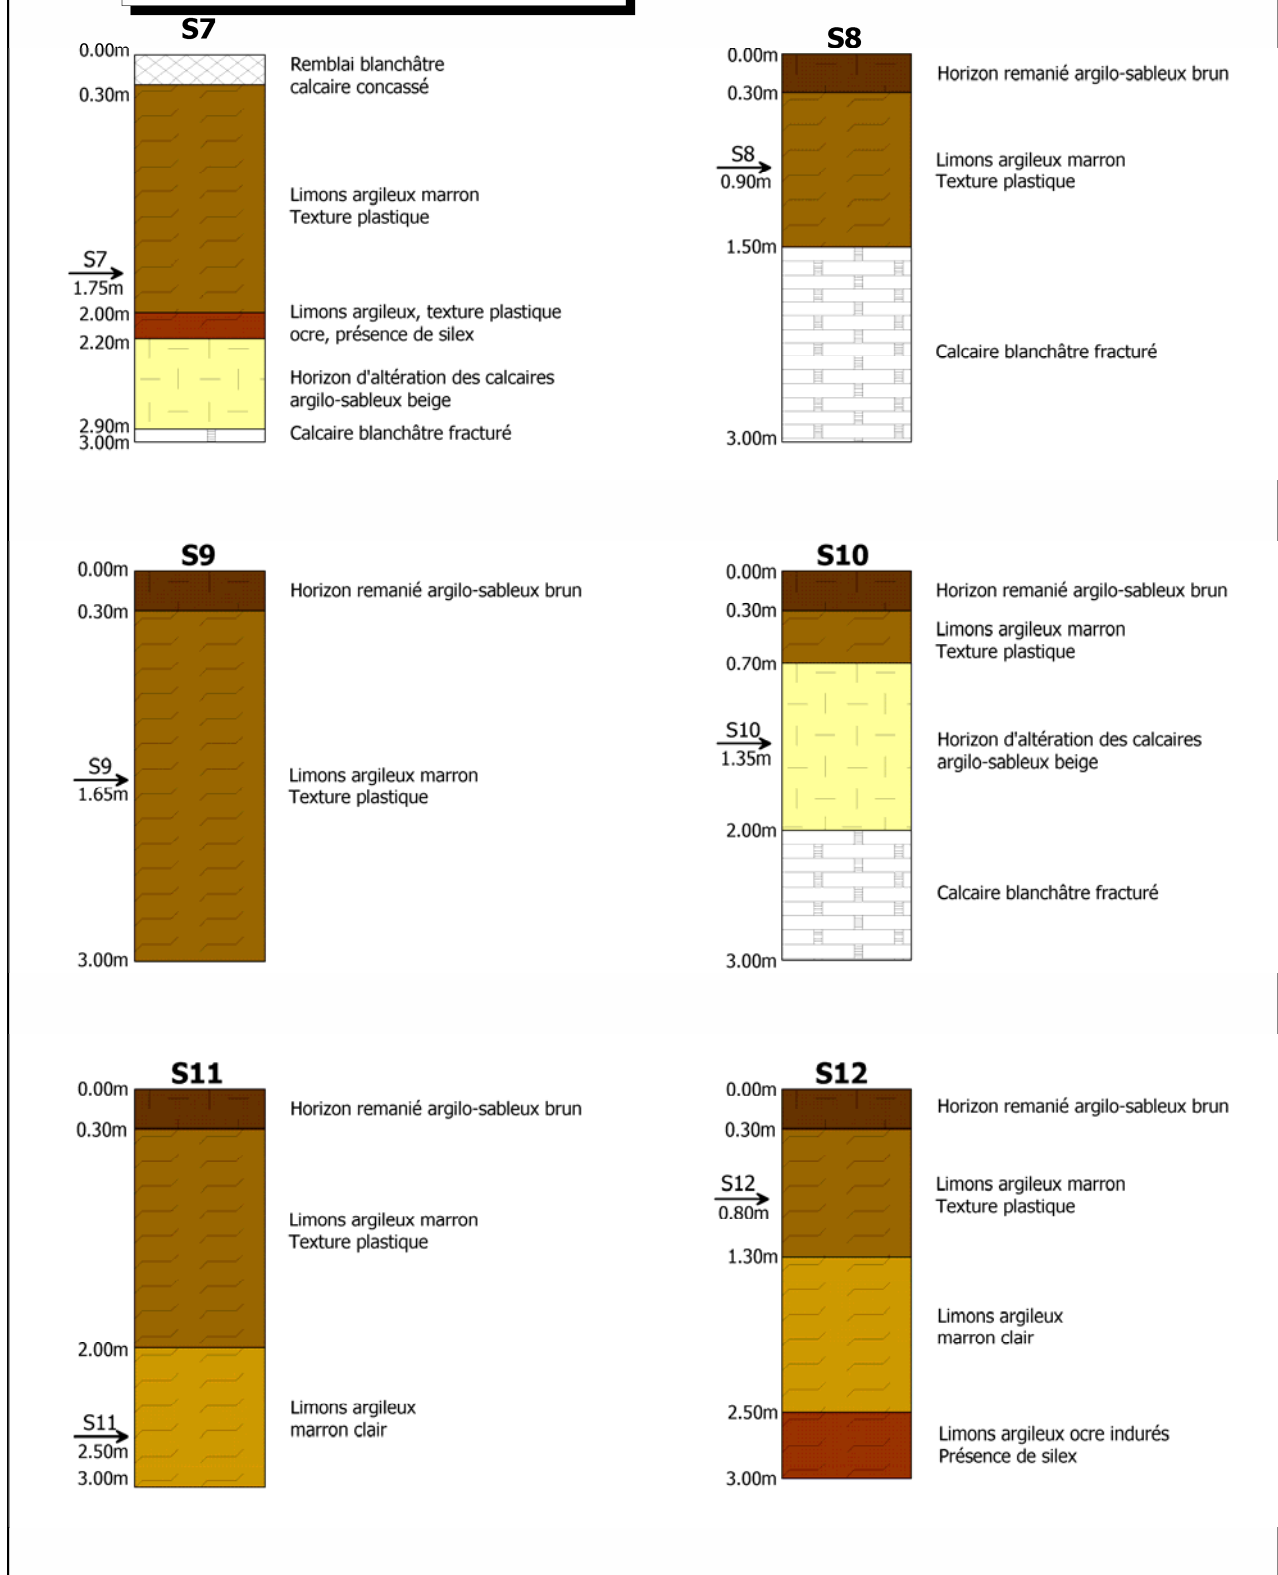 S7
0.00m
Remblai blanchâtre
calcaire concassé
0.30m
Limons argileux marron
Texture plastique
S7
1.75m
2.00m
Limons argileux, texture plastique
ocre, présence de silex
2.20m
Horizon d'altération des calcaires
argilo-sableux beige
2.90m
Calcaire blanchâtre fracturé
3.00m
S8
0.00m
Horizon remanié argilo-sableux brun
0.30m
S8
0.90m
Limons argileux marron
Texture plastique
1.50m
Calcaire blanchâtre fracturé
3.00m
S9
0.00m
Horizon remanié argilo-sableux brun
0.30m
S9
1.65m
Limons argileux marron
Texture plastique
3.00m
S10
0.00m
Horizon remanié argilo-sableux brun
0.30m
Limons argileux marron
Texture plastique
0.70m
S10
1.35m
Horizon d'altération des calcaires
argilo-sableux beige
2.00m
Calcaire blanchâtre fracturé
3.00m
S11
0.00m
Horizon remanié argilo-sableux brun
0.30m
Limons argileux marron
Texture plastique
2.00m
Limons argileux
marron clair
S11
2.50m
3.00m
S12
0.00m
Horizon remanié argilo-sableux brun
0.30m
S12
0.80m
Limons argileux marron
Texture plastique
1.30m
Limons argileux
marron clair
2.50m
Limons argileux ocre indurés
Présence de silex
3.00m